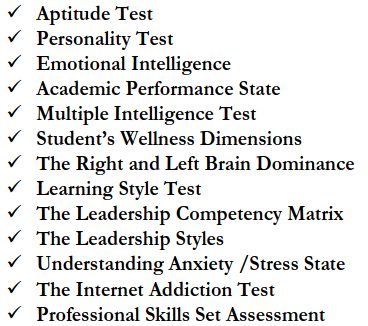 ✓ Aptitude Test
✓ Personality Test
✓ Emotional Intelligence
✓ Academic Performance State
✓ Multiple Intelligence Test
✓ Student’s Wellness Dimensions
✓ The Right and Left Brain Dominance
✓ Learning Style Test
✓ The Leadership Competency Matrix
✓ The Leadership Styles
✓ Understanding Anxiety /Stress State
✓ The Internet Addiction Test
✓ Professional Skills Set Assessment